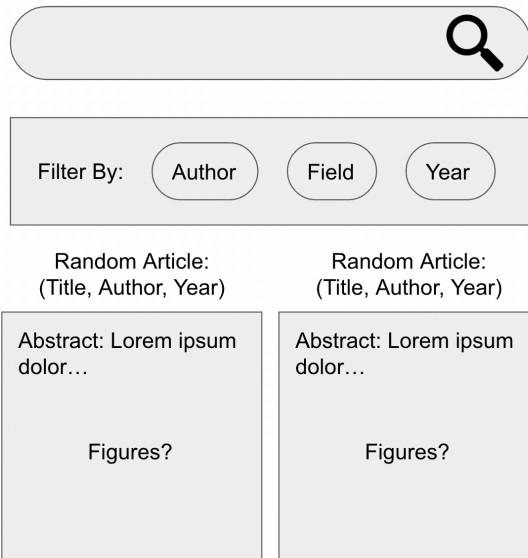 Filter By: Author Field Year
Random Article:
(Title, Author, Year)
Random Article:
(Title, Author, Year)
Abstract: Lorem ipsum
dolor…
Figures?
Abstract: Lorem ipsum
dolor…
Figures?